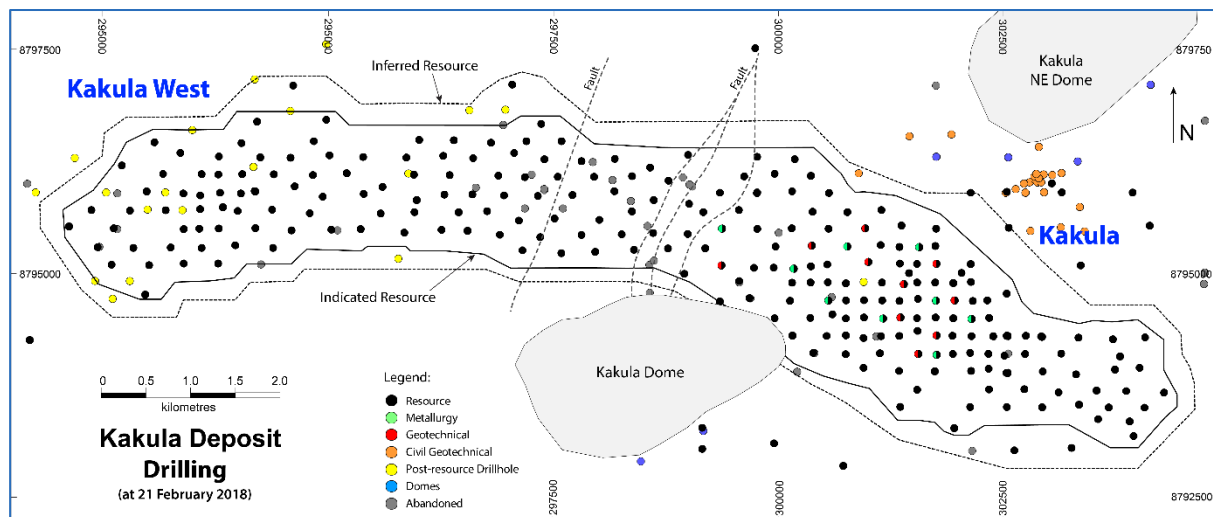 295000
295000
297500
300000
302500
8797500
8797500
Kakula
NE Dome
Inferred Resource
Fault
Fault
Kakula West
N
Kakula
8795000
8795000
Indicated Resource
Kakula Dome
0 0.5 1.0 1.5 2.0
kilometres
Kakula Deposit
Drilling
(at 21 February 2018)
Legend:
Resource
Metallurgy
Geotechnical
Civil Geotechnical
Post-resource Drillhole
Domes
Abandoned
297500
300000
302500
8792500